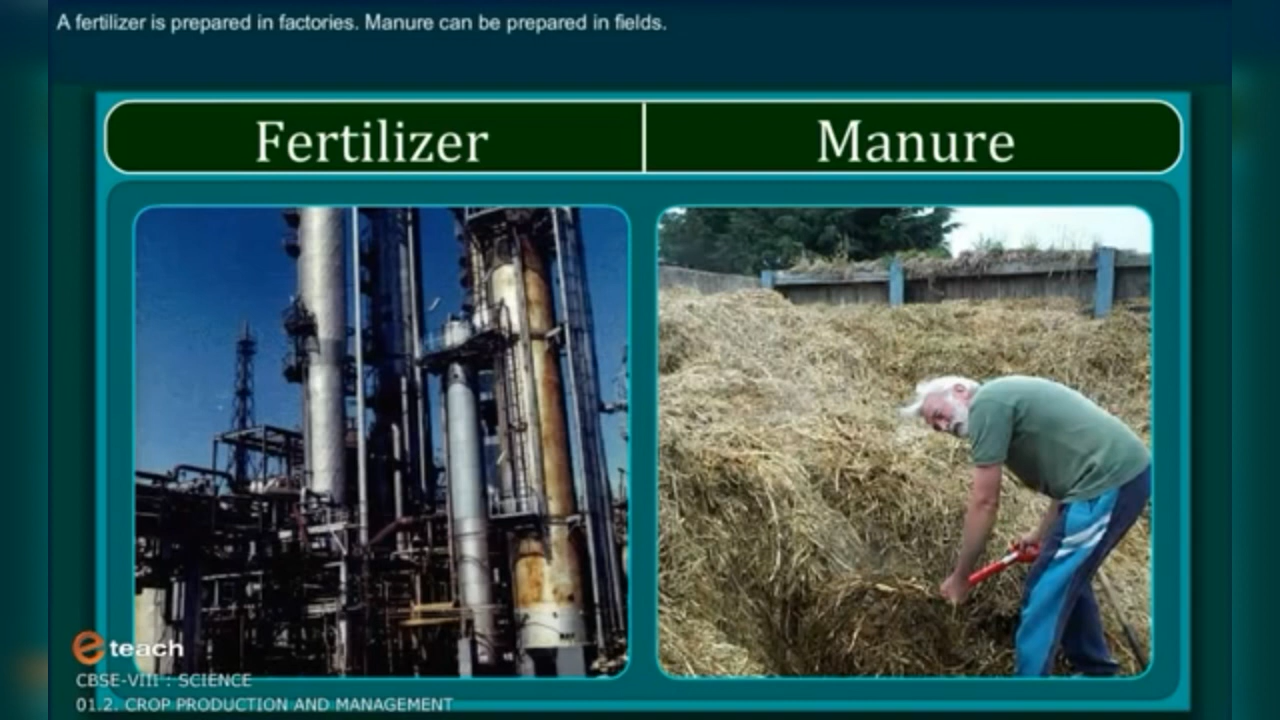 A fertilizer is prepared in factories. Manure can be prepared in fields.
Fertilizer
Manure
e teach
CBSE-VIII : SCIENCE
01.2. CROP PRODUCTION AND MANAGEMENT